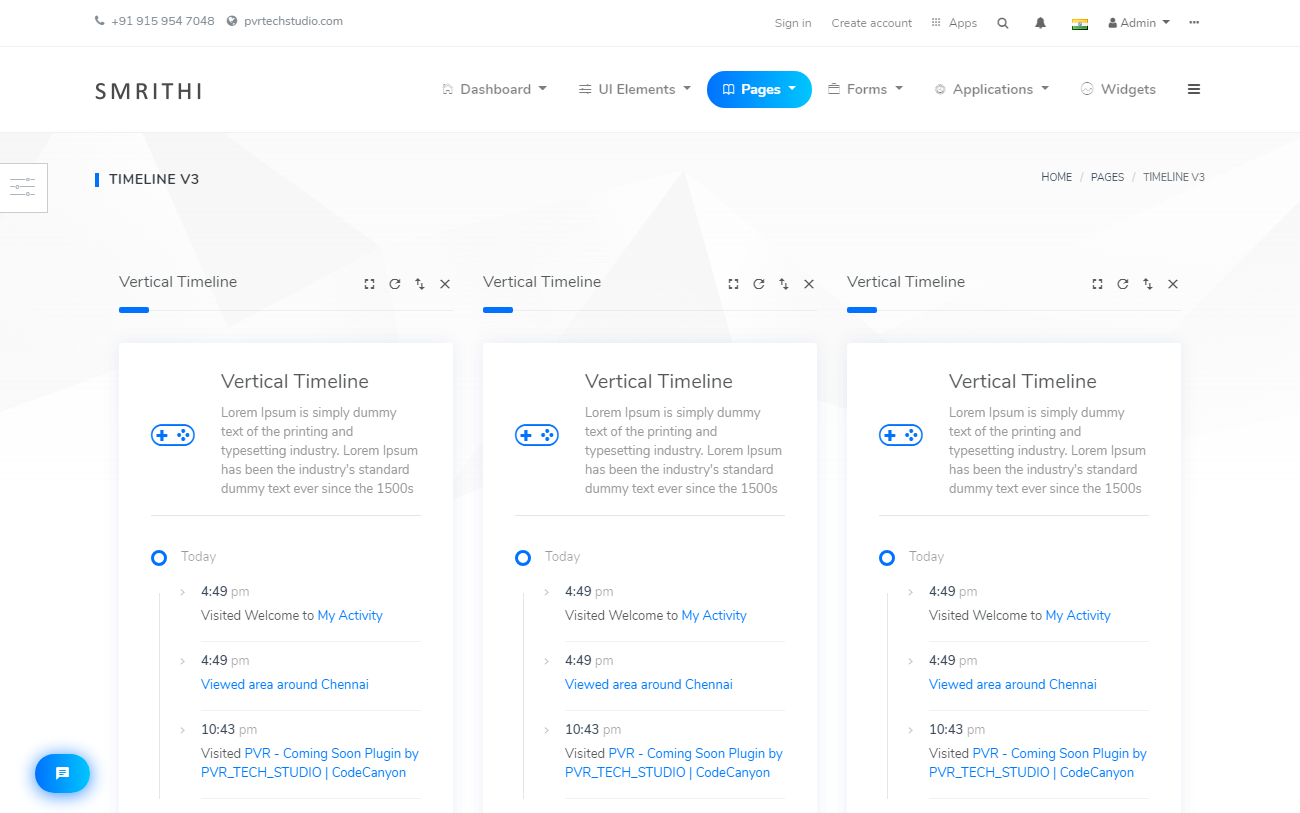 +91 915 954 7048 pvrtechstudio.com Sign in Create account Apps Admin
SMRITHI Dashboard UI Elements Pages Forms Applications Widgets
TIMELINE V3 HOME / PAGES / TIMELINE V3
Vertical Timeline
Vertical Timeline
Lorem Ipsum is simply dummy
text of the printing and
typesetting industry. Lorem Ipsum
has been the industry's standard
dummy text ever since the 1500s
Today
4:49 pm
Visited Welcome to My Activity
4:49 pm
Viewed area around Chennai
10:43 pm
Visited PVR - Coming Soon Plugin by
PVR_TECH_STUDIO | CodeCanyon
Vertical Timeline
Vertical Timeline
Lorem Ipsum is simply dummy
text of the printing and
typesetting industry. Lorem Ipsum
has been the industry's standard
dummy text ever since the 1500s
Today
4:49 pm
Visited Welcome to My Activity
4:49 pm
Viewed area around Chennai
10:43 pm
Visited PVR - Coming Soon Plugin by
PVR_TECH_STUDIO | CodeCanyon
Vertical Timeline
Vertical Timeline
Lorem Ipsum is simply dummy
text of the printing and
typesetting industry. Lorem Ipsum
has been the industry's standard
dummy text ever since the 1500s
Today
4:49 pm
Visited Welcome to My Activity
4:49 pm
Viewed area around Chennai
10:43 pm
Visited PVR - Coming Soon Plugin by
PVR_TECH_STUDIO | CodeCanyon